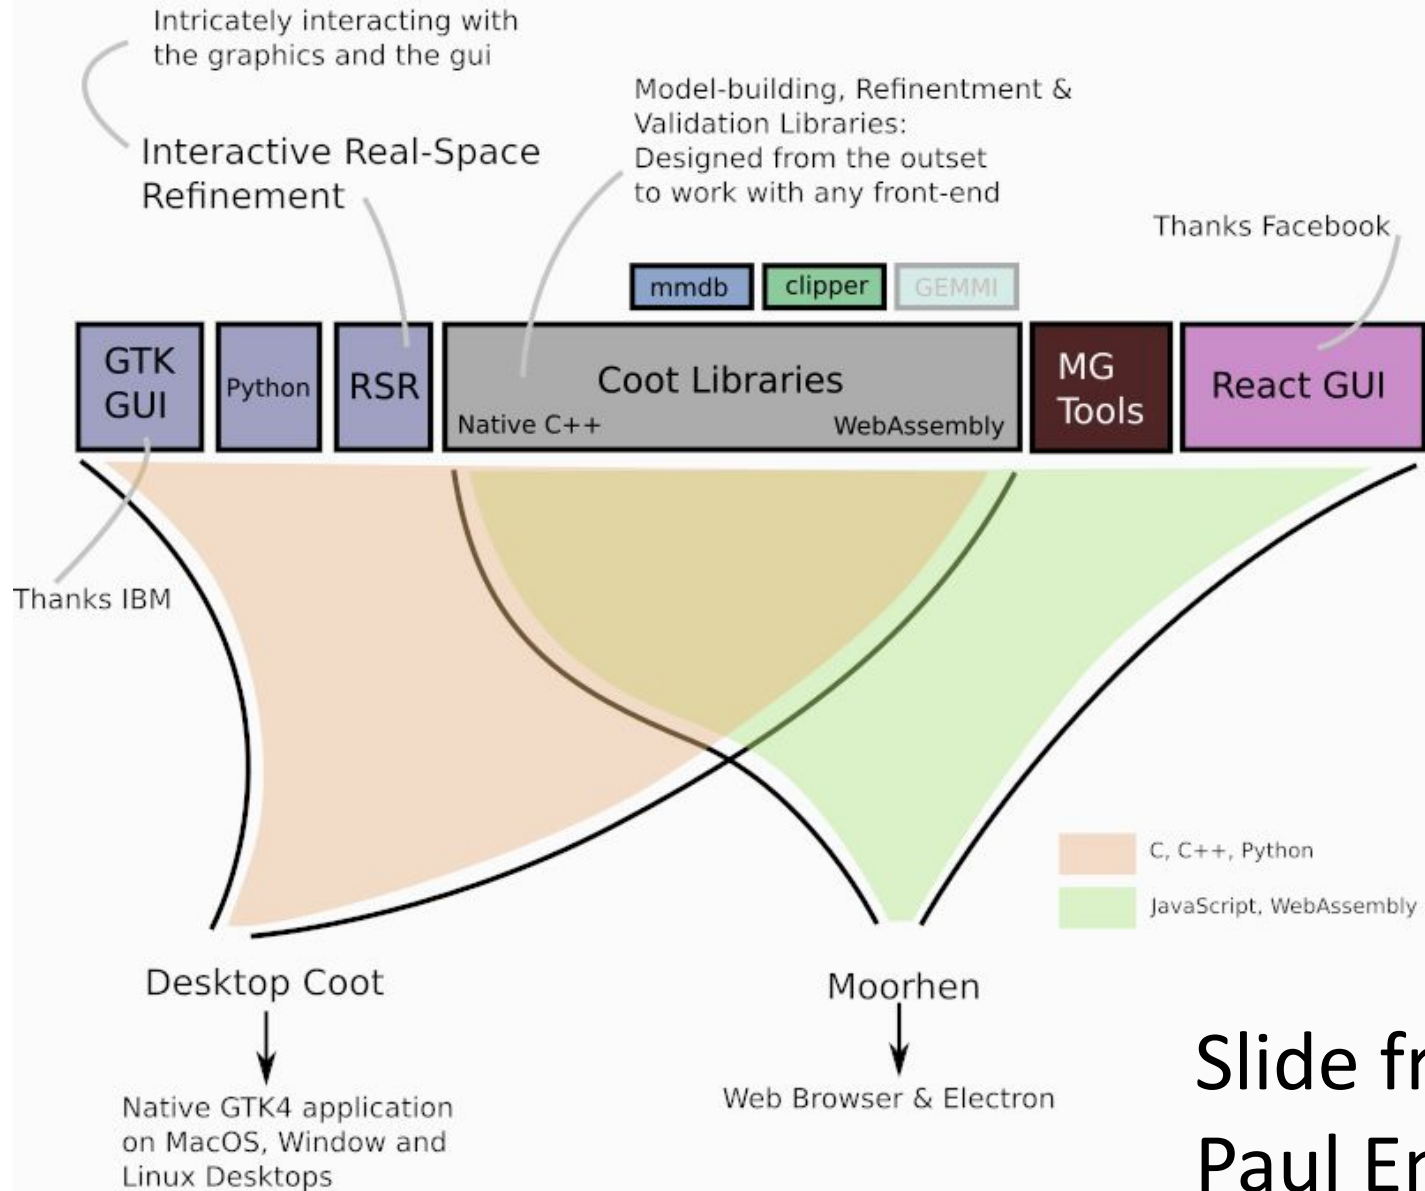 Intricately interacting with
the graphics and the gui
Interactive Real-Space
Refinement
Model-building, Refinentment &
Validation Libraries:
Designed from the outset
to work with any front-end
Thanks Facebook
mmdb
clipper
GEMMI
GTK
GUI
Python
RSR
Coot Libraries
Native C++
WebAssembly
MG
Tools
React GUI
Thanks IBM
C, C++, Python
JavaScript, WebAssembly
Desktop Coot
Moorhen
Native GTK4 application
on MacOS, Window and
Linux Desktops
Web Browser & Electron
Slide
Paul